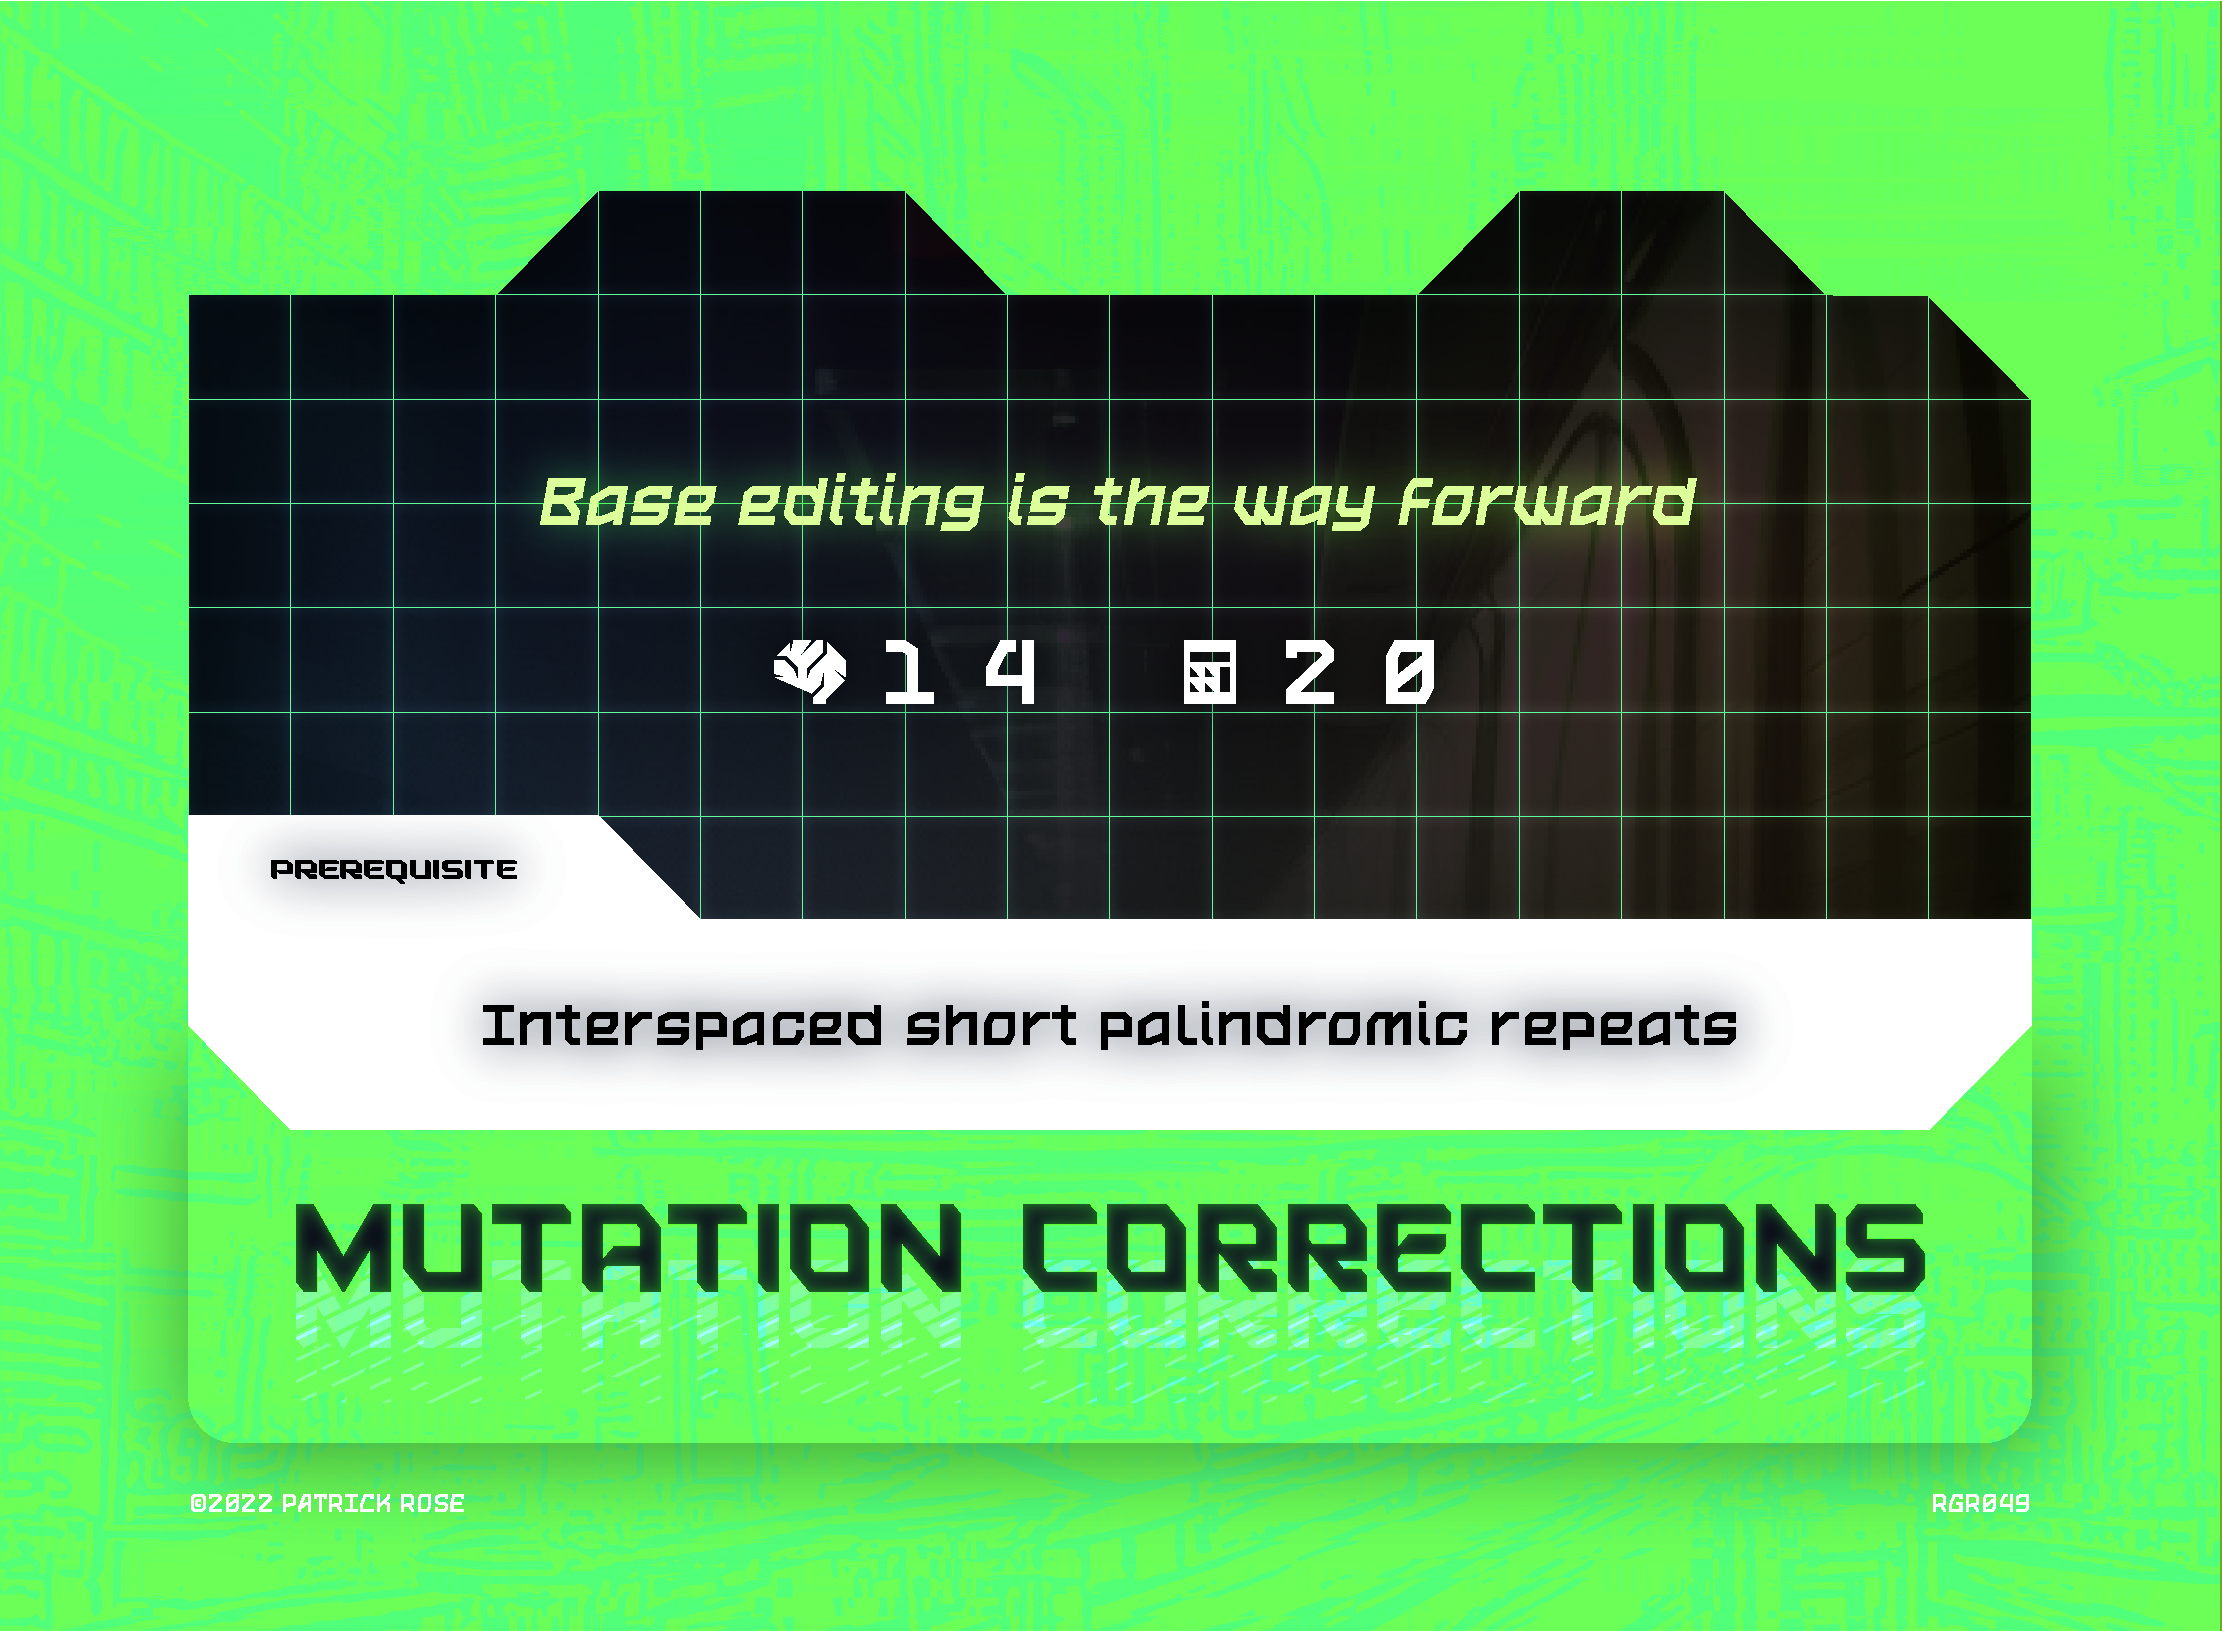 Base editing is the way forward
14 20
PREREQUISITE
Interspaced short palindromic repeats
MUTATION CORRECTIONS
©2022 PATRICK ROSE
RGR049